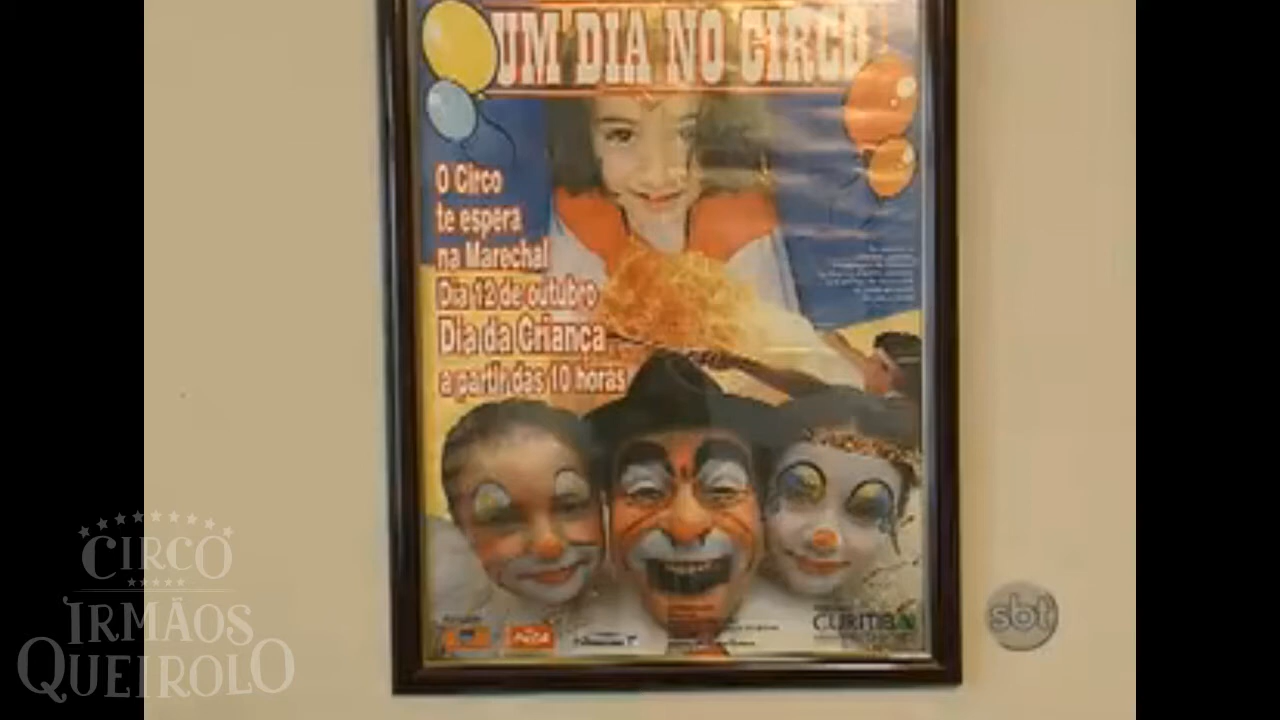 UM DIA NO CIRCO
O Circo
te espera
na Marechal
Dia 12 de outubro
Dia da Criança
a partir das 10 horas
CURITIBA
CIRCO
IRMÃOS
QUEIROLO
sbt